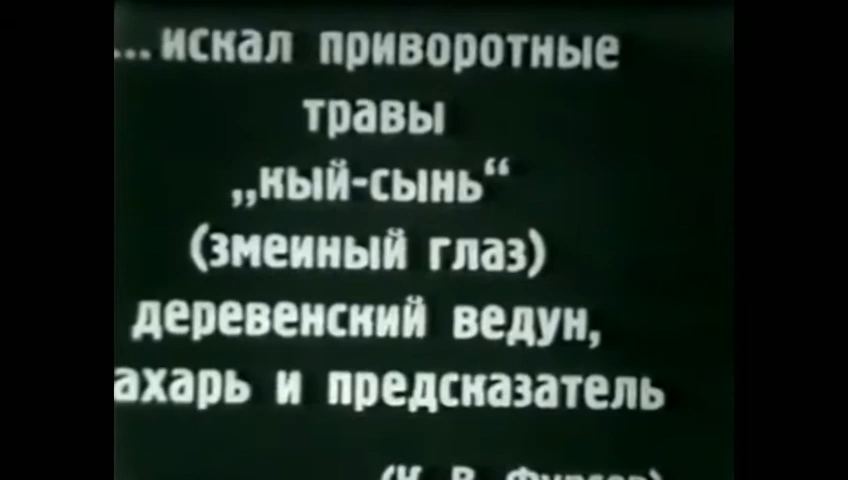 ...искал приворотные
травы
„кый-сынь“
(змеиный глаз)
деревенский ведун,
ахарь и предсказатель